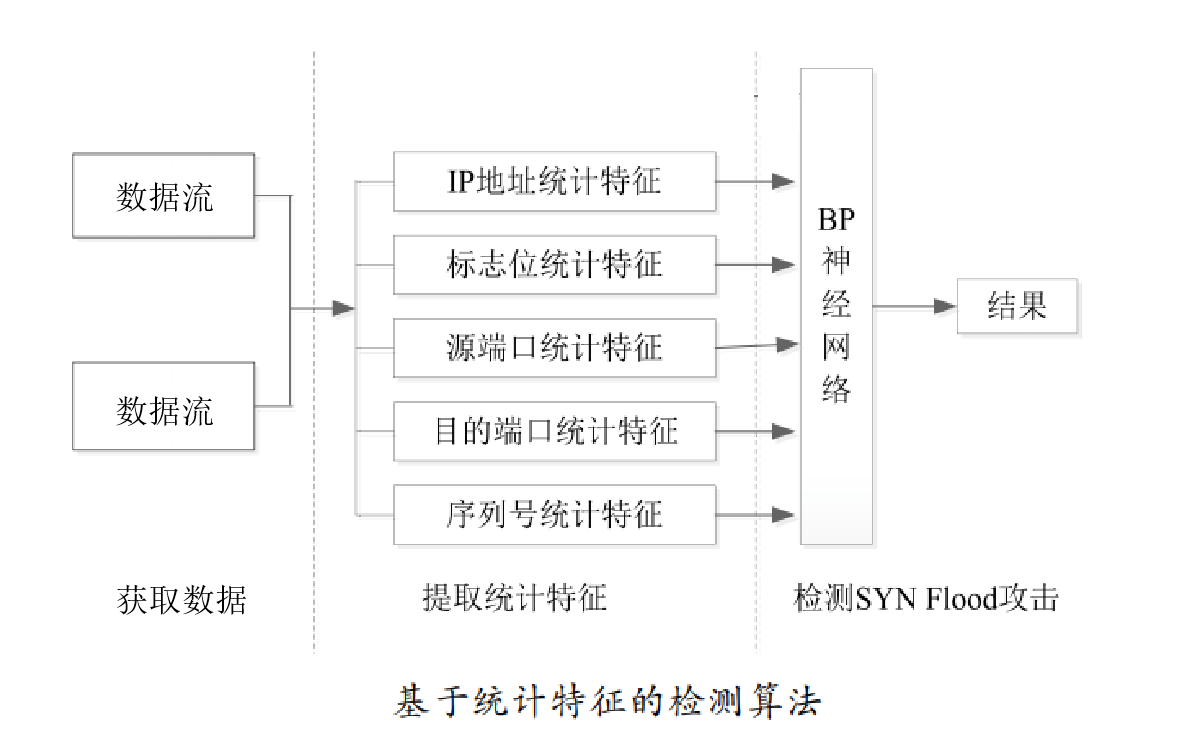 数据流
数据流
IP地址统计特征
标志位统计特征
源端口统计特征
目的端口统计特征
序列号统计特征
BP
神
经
网
络
结果
获取数据
提取统计特征
检测SYN Flood攻击
基于统计特征的检测算法